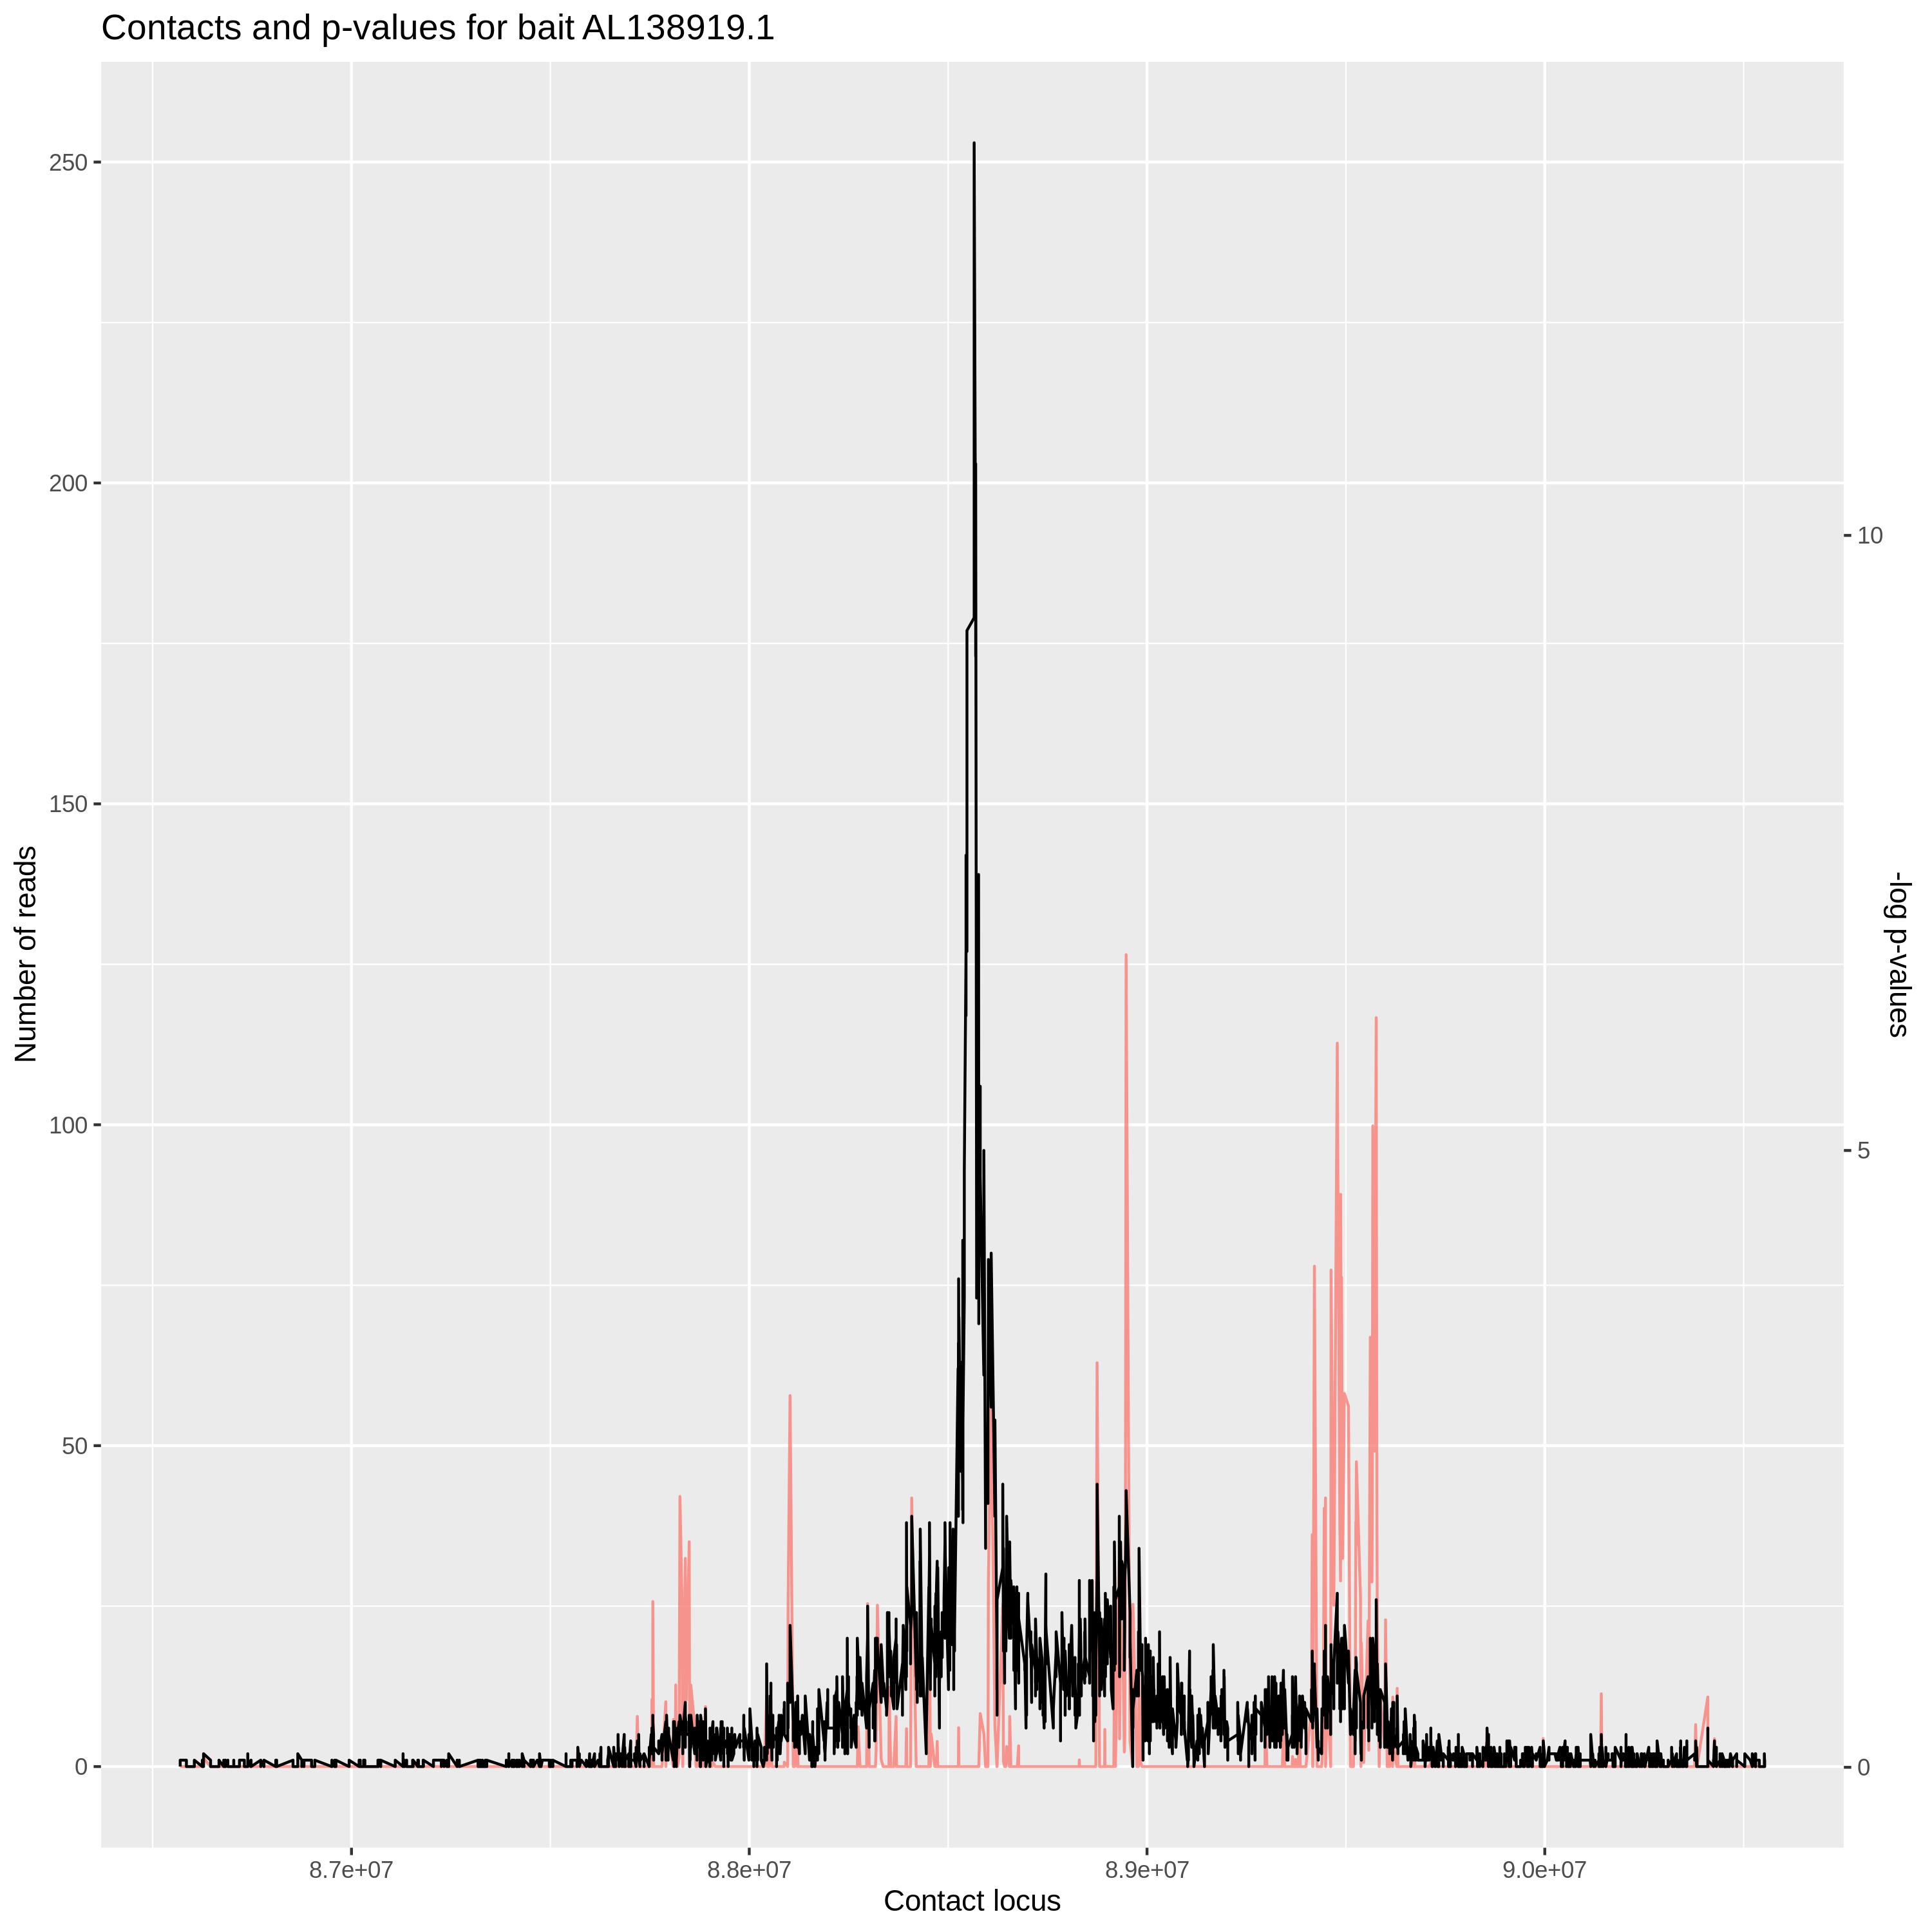 Contacts and p-values for bait AL138919.1
250
200
150
100
50
0
Number of reads
10
5
0
-log p-values
8.7e+07
8.8e+07
8.9e+07
9.0e+07
Contact locus